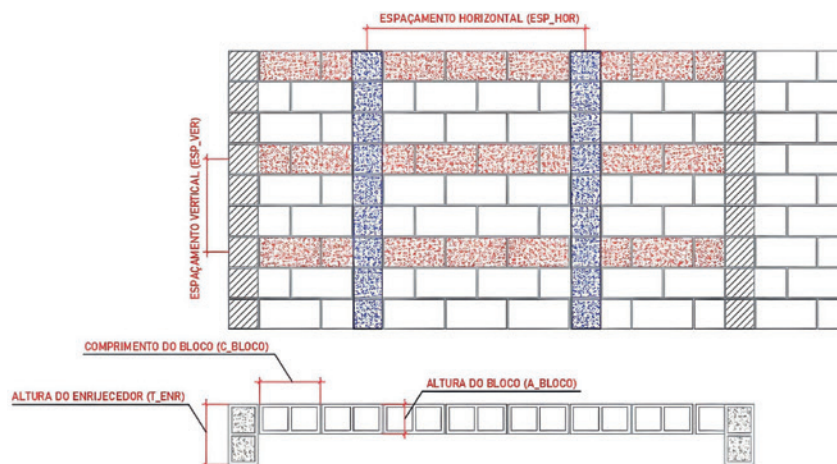 ESPAÇAMENTO HORIZONTAL (ESP_HOR)
ESPAÇAMENTO VERTICAL (ESP_VER)
COMPRIMENTO DO BLOCO (C_BLOCO)
ALTURA DO ENRIJECEDOR (T_ENR)
ALTURA DO BLOCO (A_BLOCO)